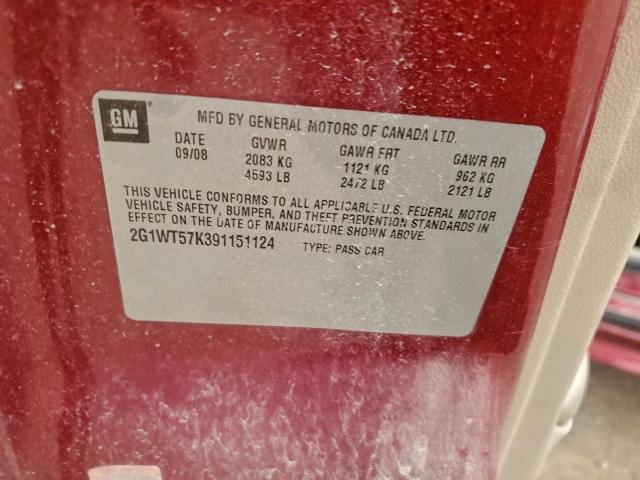 GM
MFD BY GENERAL MOTORS OF CANADA LTD.
DATE GVWR GAWR FRT GAWR RR
09/08 2083 KG 1121 KG 962 KG
4593 LB 2472 LB 2121 LB
THIS VEHICLE CONFORMS TO ALL APPLICABLE U.S. FEDERAL MOTOR
VEHICLE SAFETY, BUMPER, AND THEFT PREVENTION STANDARDS IN
EFFECT ON THE DATE OF MANUFACTURE SHOWN ABOVE.
2G1WT57K391151124 TYPE: PASS CAR